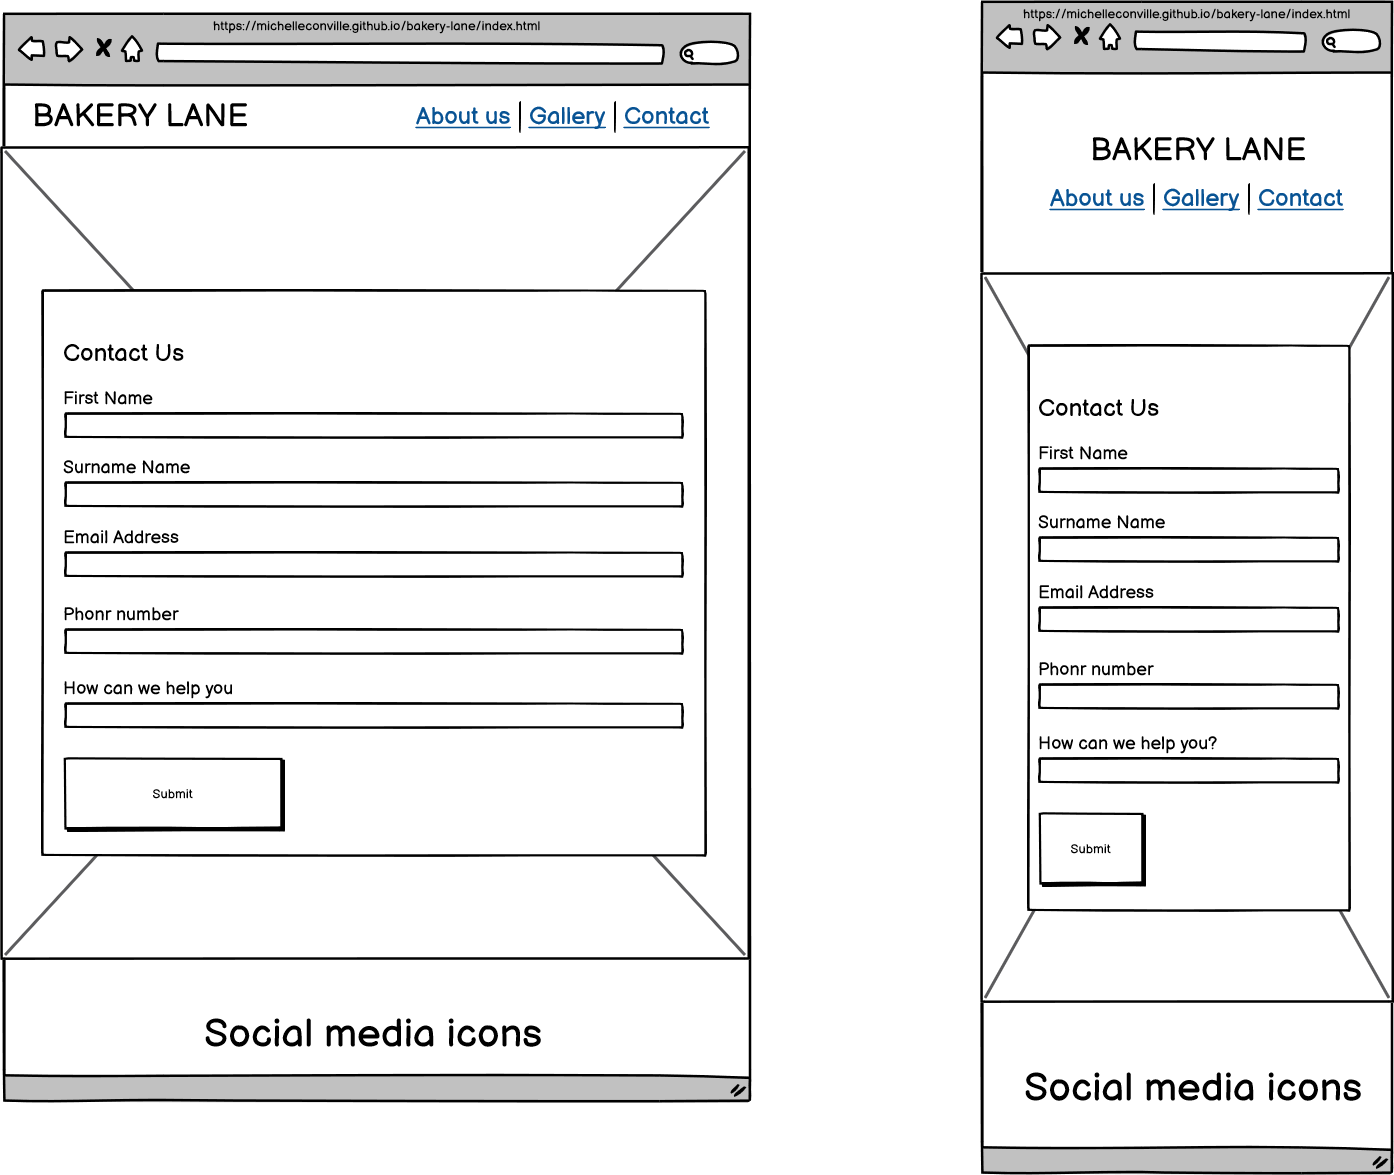 https://michelleconville.github.io/bakery-lane/index.html
BAKERY LANE
About us | Gallery | Contact
Contact Us
First Name
Surname Name
Email Address
Phonr number
How can we help you
Submit
Social media icons
https://michelleconville.github.io/bakery-lane/index.html
BAKERY LANE
About us | Gallery | Contact
Contact Us
First Name
Surname Name
Email Address
Phonr number
How can we help you?
Submit
Social media icons